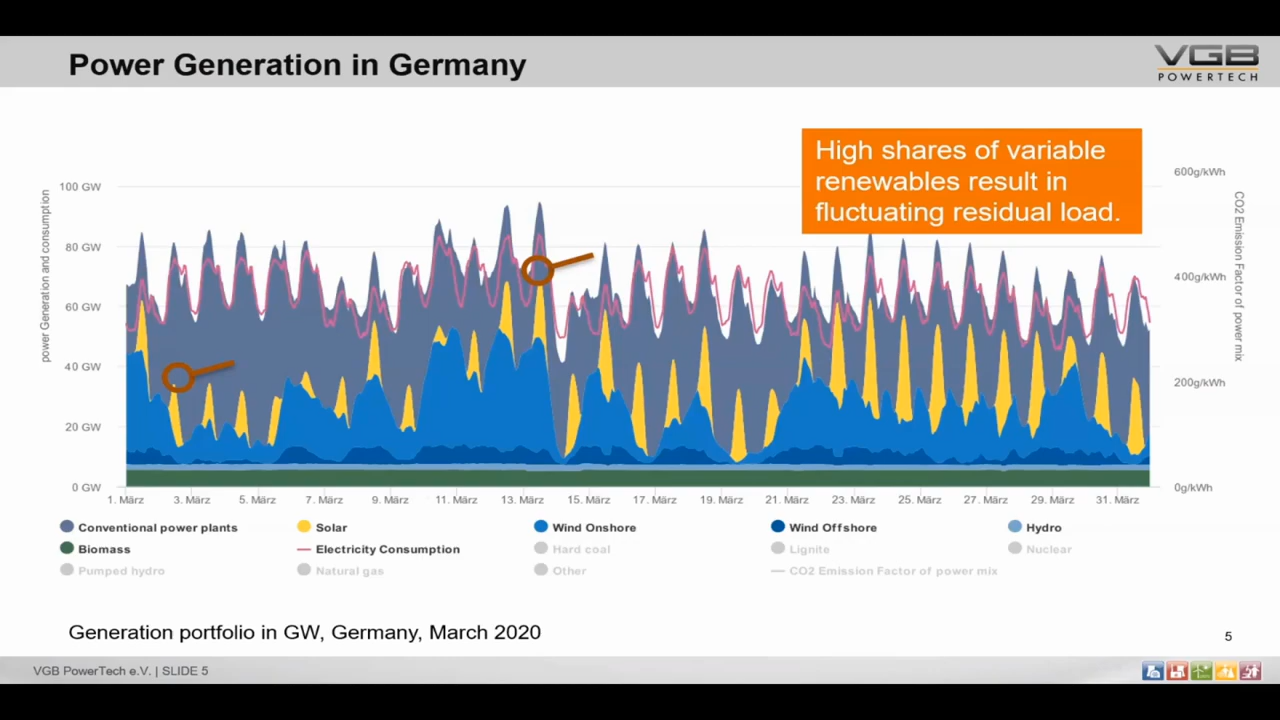 Power Generation in Germany
VGB
POWERTECH
High shares of variable
renewables result in
fluctuating residual load.
power Generation and consumption
100 GW
80 GW
60 GW
40 GW
20 GW
0 GW
600g/kWh
400g/kWh
200g/kWh
0g/kWh
CO2 Emission Factor of power mix
1. März 3. März 5. März 7. März 9. März 11. März 13. März 15. März 17. März 19. März 21. März 23. März 25. März 27. März 29. März 31. März
Conventional power plants Solar Wind Onshore Wind Offshore Hydro
Biomass Electricity Consumption Hard coal Lignite Nuclear
Pumped hydro Natural gas Other CO2 Emission Factor of power mix
Generation portfolio in GW, Germany, March 2020
5
VGB PowerTech e.V. | SLIDE 5